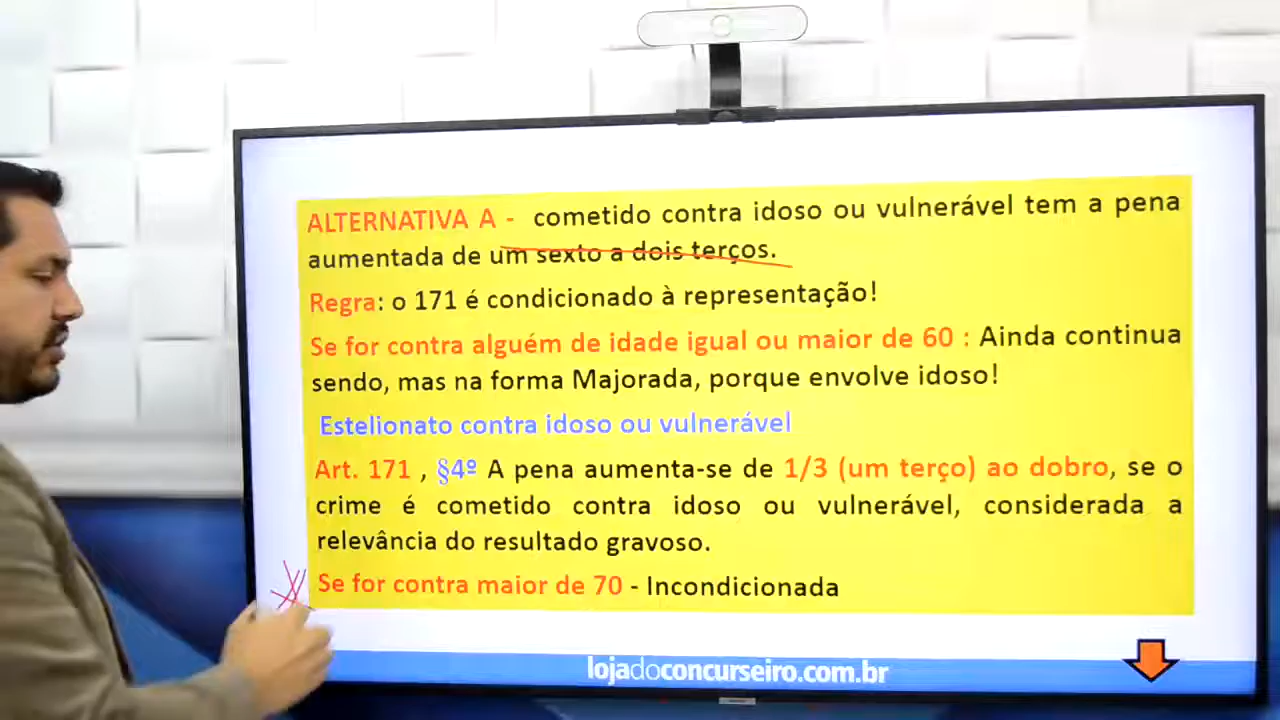 ALTERNATIVA A - cometido contra idoso ou vulnerável tem a pena
aumentada de um sexto a dois terços.
Regra: o 171 é condicionado à representação!
Se for contra alguém de idade igual ou maior de 60 : Ainda continua
sendo, mas na forma Majorada, porque envolve idoso!
Estelionato contra idoso ou vulnerável
Art. 171 , §4º A pena aumenta-se de 1/3 (um terço) ao dobro, se o
crime é cometido contra idoso ou vulnerável, considerada a
relevância do resultado gravoso.
Se for contra maior de 70 - Incondicionada
lojadoconcurseiro.com.br